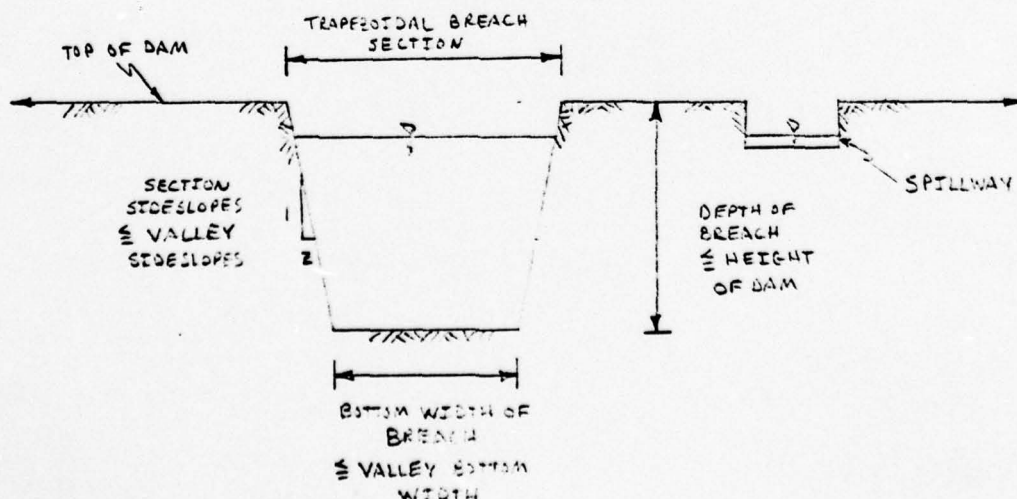 TRAPEZOIDAL BREACH
SECTION
TOP OF DAM
SECTION
SIDESLOPES
≦ VALLEY
SIDESLOPES
1
Z
SPILLWAY
DEPTH OF
BREACH
≦ HEIGHT
OF DAM
BOTTOM WIDTH OF
BREACH
≦ VALLEY BOTTOM
WIDTH